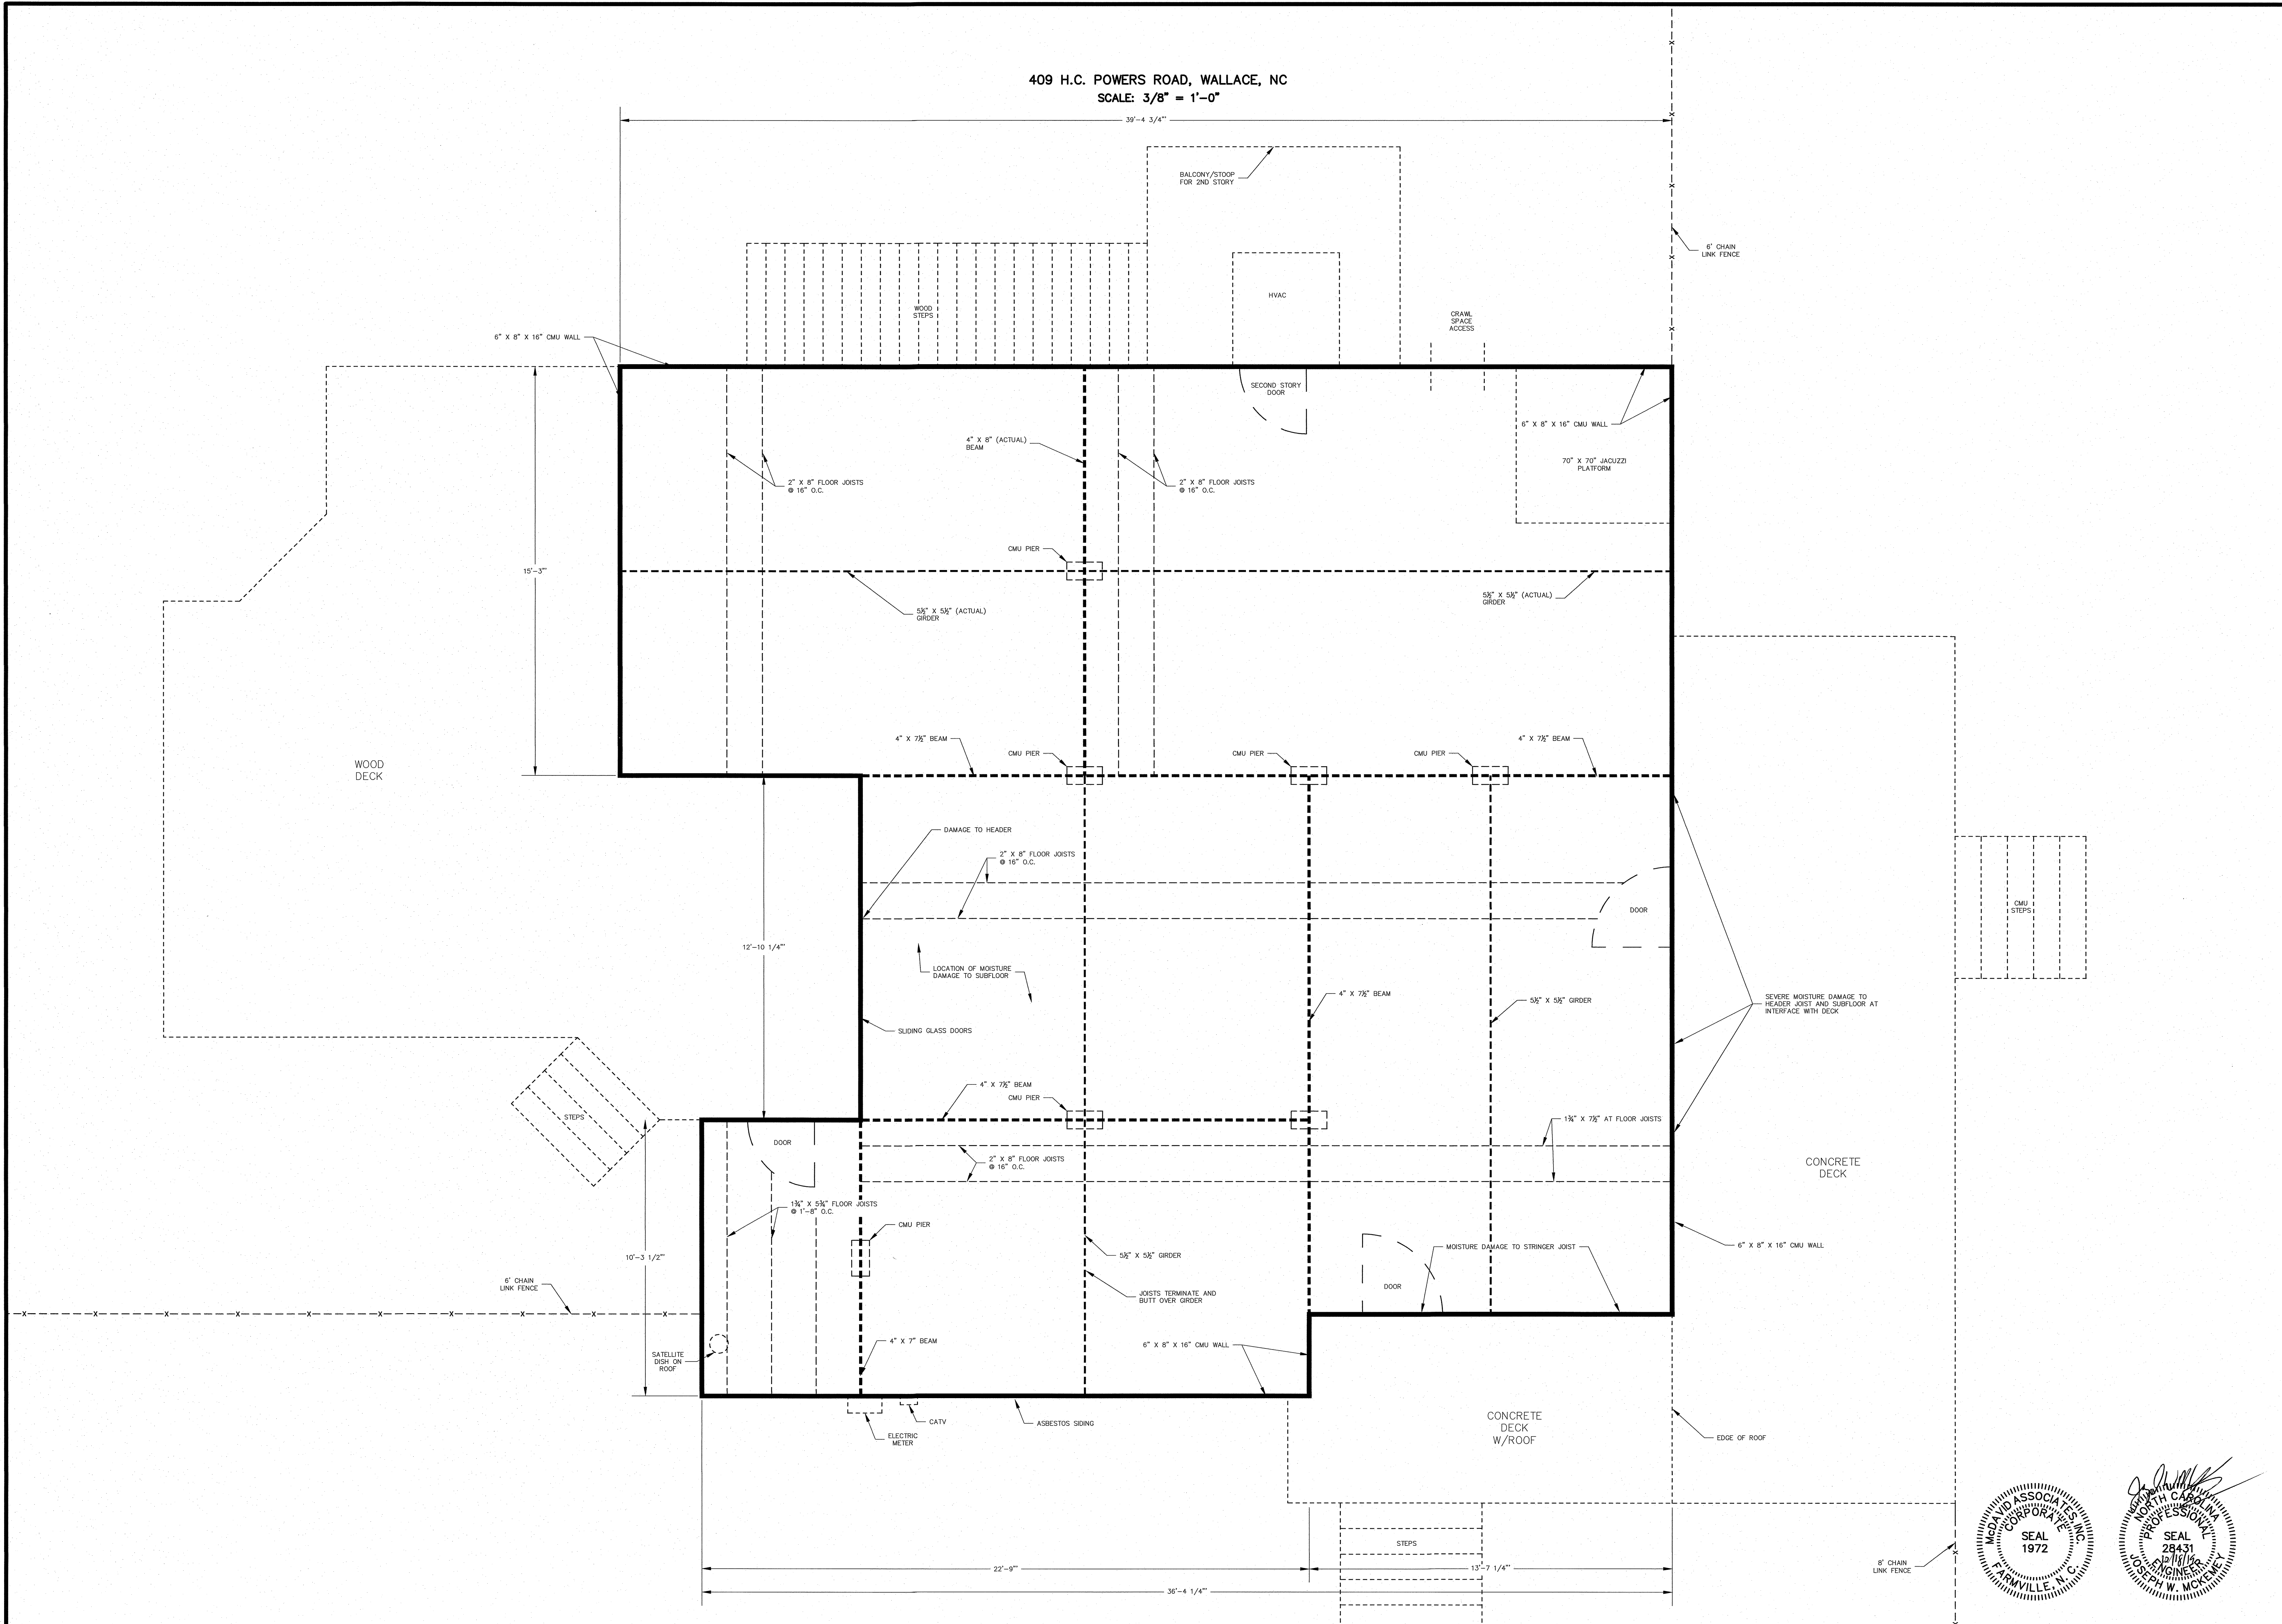 409 H.C. POWERS ROAD, WALLACE, NC
SCALE: 3/8" = 1'-0"
39'-4 3/4"'
BALCONY/STOOP
FOR 2ND STORY
6' CHAIN
LINK FENCE
HVAC
WOOD
STEPS
CRAWL
SPACE
ACCESS
6" X 8" X 16" CMU WALL
SECOND STORY
DOOR
6" X 8" X 16" CMU WALL
4" X 8" (ACTUAL)
BEAM
70" X 70" JACUZZI
PLATFORM
2" X 8" FLOOR JOISTS
@ 16" O.C.
2" X 8" FLOOR JOISTS
@ 16" O.C.
CMU PIER
15'-3"'
5½" X 5½" (ACTUAL)
GIRDER
5½" X 5½" (ACTUAL)
GIRDER
4" X 7½" BEAM
CMU PIER
CMU PIER
CMU PIER
4" X 7½" BEAM
WOOD
DECK
DAMAGE TO HEADER
2" X 8" FLOOR JOISTS
@ 16" O.C.
DOOR
CMU
STEPS
12'-10 1/4"'
LOCATION OF MOISTURE
DAMAGE TO SUBFLOOR
4" X 7½" BEAM
5½" X 5½" GIRDER
SEVERE MOISTURE DAMAGE TO
HEADER JOIST AND SUBFLOOR AT
INTERFACE WITH DECK
SLIDING GLASS DOORS
4" X 7½" BEAM
CMU PIER
STEPS
1¾" X 7½" AT FLOOR JOISTS
DOOR
2" X 8" FLOOR JOISTS
@ 16" O.C.
CONCRETE
DECK
1¾" X 5¾" FLOOR JOISTS
@ 1'-8" O.C.
CMU PIER
10'-3 1/2"'
5½" X 5½" GIRDER
MOISTURE DAMAGE TO STRINGER JOIST
6" X 8" X 16" CMU WALL
6' CHAIN
LINK FENCE
DOOR
JOISTS TERMINATE AND
BUTT OVER GIRDER
4" X 7" BEAM
6" X 8" X 16" CMU WALL
SATELLITE
DISH ON
ROOF
CATV
ASBESTOS SIDING
ELECTRIC
METER
CONCRETE
DECK
W/ROOF
EDGE OF ROOF
STEPS
22'-9"'
13'-7 1/4"'
36'-4 1/4"'
8' CHAIN
LINK FENCE
McDAVID ASSOCIATES, INC.
CORPORATE
SEAL
1972
FARMVILLE, N. C.
NORTH CAROLINA
PROFESSIONAL
SEAL
28431
ENGINEER
JOSEPH W. MCKEMEY